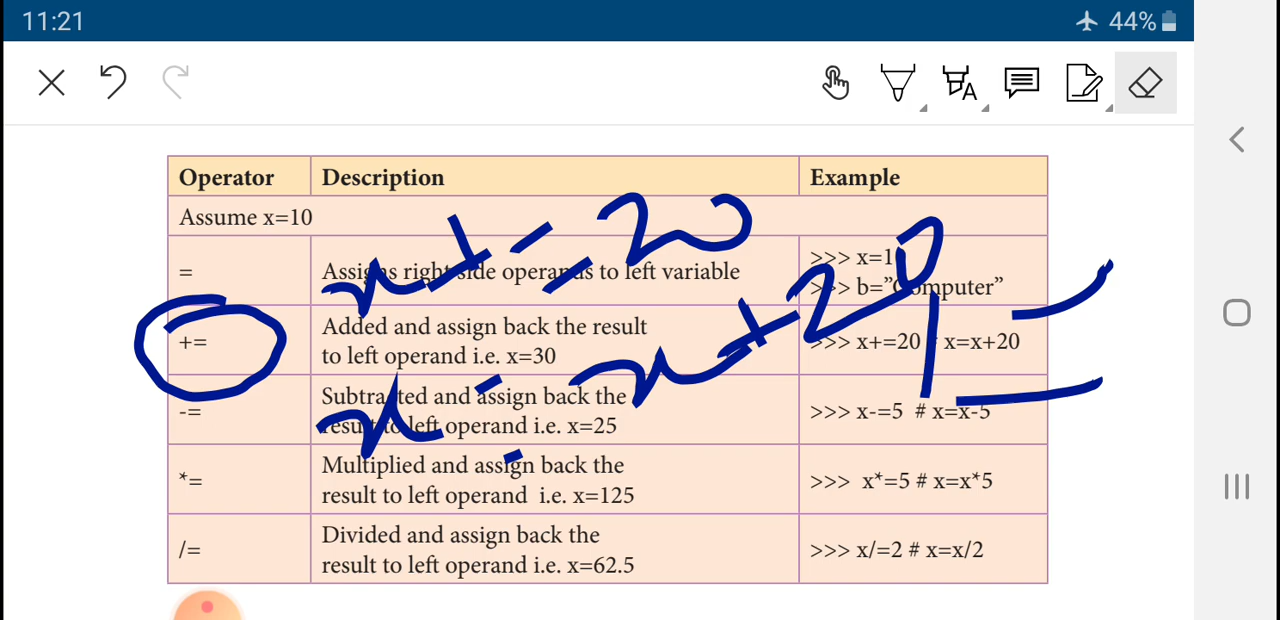 11:21 44%
Operator Description Example
Assume x=10
= Assigns right side operands to left variable >>> x=10
>>> b=”Computer”
+= Added and assign back the result
to left operand i.e. x=30 >>> x+=20 # x=x+20
-= Subtracted and assign back the
result to left operand i.e. x=25 >>> x-=5 # x=x-5
*= Multiplied and assign back the
result to left operand i.e. x=125 >>> x*=5 # x=x*5
/= Divided and assign back the
result to left operand i.e. x=62.5 >>> x/=2 # x=x/2
x+=20
x=x+20